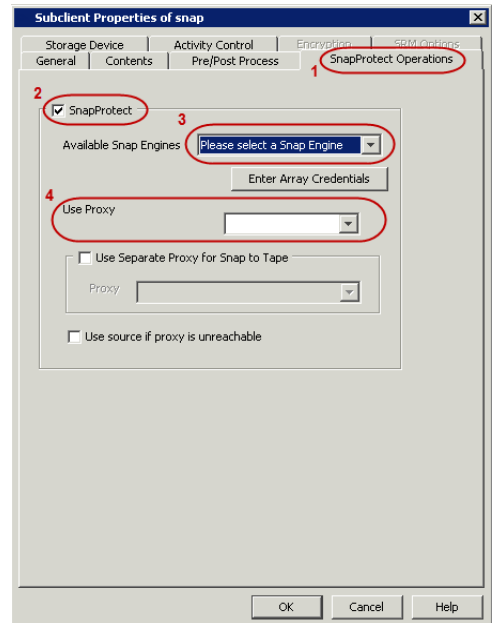 Subclient Properties of snap
Storage Device Activity Control Encryption SRM Options
General Contents Pre/Post Process SnapProtect Operations
1
2
SnapProtect
3
Available Snap Engines Please select a Snap Engine
Enter Array Credentials
4
Use Proxy
Use Separate Proxy for Snap to Tape
Proxy
Use source if proxy is unreachable
OK Cancel Help